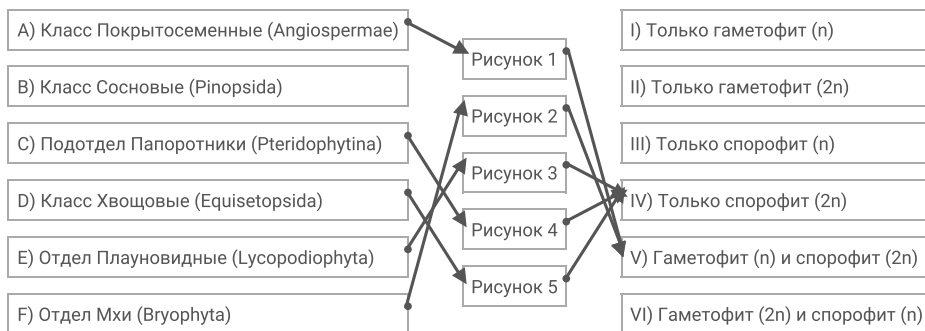 A) Класс Покрытосеменные (Angiospermae)
B) Класс Сосновые (Pinopsida)
C) Подотдел Папоротники (Pteridophytina)
D) Класс Хвощовые (Equisetopsida)
E) Отдел Плауновидные (Lycopodiophyta)
F) Отдел Мхи (Bryophyta)
Рисунок 1
Рисунок 2
Рисунок 3
Рисунок 4
Рисунок 5
I) Только гаметофит (n)
II) Только гаметофит (2n)
III) Только спорофит (n)
IV) Только спорофит (2n)
V) Гаметофит (n) и спорофит (2n)
VI) Гаметофит (2n) и спорофит (n)